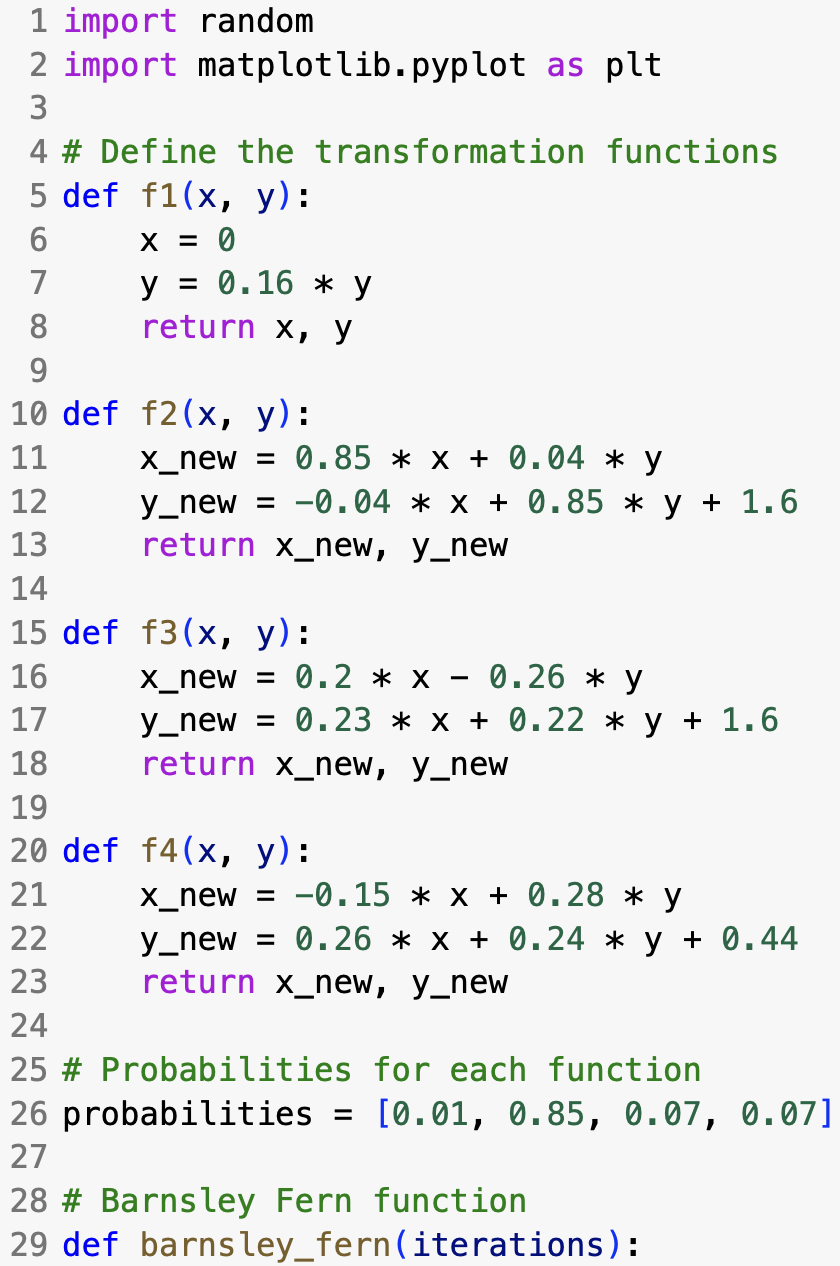 1 import random
2 import matplotlib.pyplot as plt
3
4 # Define the transformation functions
5 def f1(x, y):
6     x = 0
7     y = 0.16 * y
8     return x, y
9
10 def f2(x, y):
11     x_new = 0.85 * x + 0.04 * y
12     y_new = -0.04 * x + 0.85 * y + 1.6
13     return x_new, y_new
14
15 def f3(x, y):
16     x_new = 0.2 * x - 0.26 * y
17     y_new = 0.23 * x + 0.22 * y + 1.6
18     return x_new, y_new
19
20 def f4(x, y):
21     x_new = -0.15 * x + 0.28 * y
22     y_new = 0.26 * x + 0.24 * y + 0.44
23     return x_new, y_new
24
25 # Probabilities for each function
26 probabilities = [0.01, 0.85, 0.07, 0.07]
27
28 # Barnsley Fern function
29 def barnsley_fern(iterations):